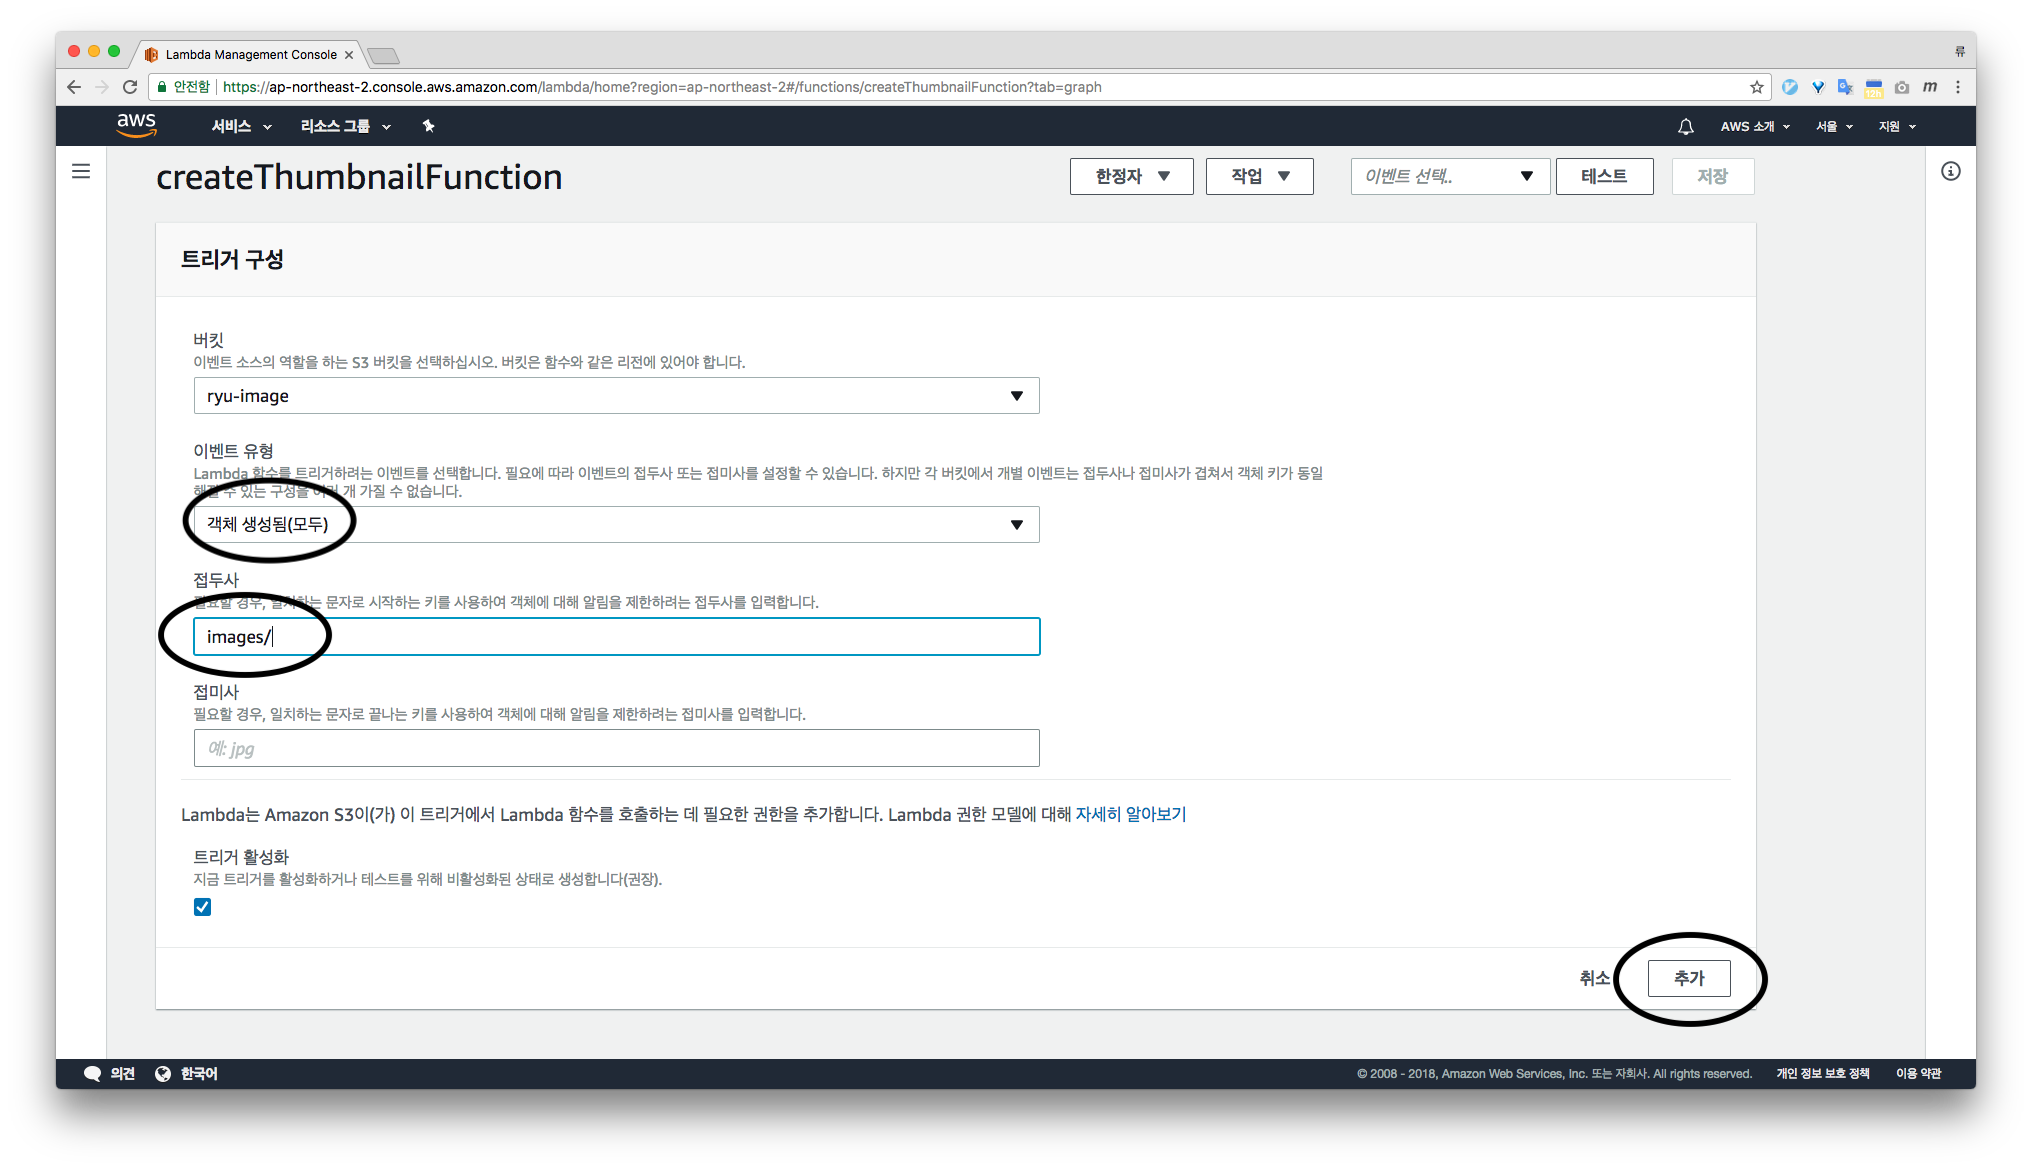 Lambda Management Console
류
안전함 https://ap-northeast-2.console.aws.amazon.com/lambda/home?region=ap-northeast-2#/functions/createThumbnailFunction?tab=graph
12h m
aws 서비스 리소스 그룹 AWS 소개 서울 지원
createThumbnailFunction 한정자 작업 이벤트 선택.. 테스트 저장
트리거 구성
버킷
이벤트 소스의 역할을 하는 S3 버킷을 선택하십시오. 버킷은 함수와 같은 리전에 있어야 합니다.
ryu-image
이벤트 유형
Lambda 함수를 트리거하려는 이벤트를 선택합니다. 필요에 따라 이벤트의 접두사 또는 접미사를 설정할 수 있습니다. 하지만 각 버킷에서 개별 이벤트는 접두사나 접미사가 겹쳐서 객체 키가 동일
해질 수 있는 구성을 여러 개 가질 수 없습니다.
객체 생성됨(모두)
접두사
필요할 경우, 일치하는 문자로 시작하는 키를 사용하여 객체에 대해 알림을 제한하려는 접두사를 입력합니다.
images/
접미사
필요할 경우, 일치하는 문자로 끝나는 키를 사용하여 객체에 대해 알림을 제한하려는 접미사를 입력합니다.
예: jpg
Lambda는 Amazon S3이(가) 이 트리거에서 Lambda 함수를 호출하는 데 필요한 권한을 추가합니다. Lambda 권한 모델에 대해 자세히 알아보기
트리거 활성화
지금 트리거를 활성화하거나 테스트를 위해 비활성화된 상태로 생성합니다(권장).
취소 추가
의견 한국어 © 2008 - 2018, Amazon Web Services, Inc. 또는 자회사. All rights reserved. 개인 정보 보호 정책 이용 약관